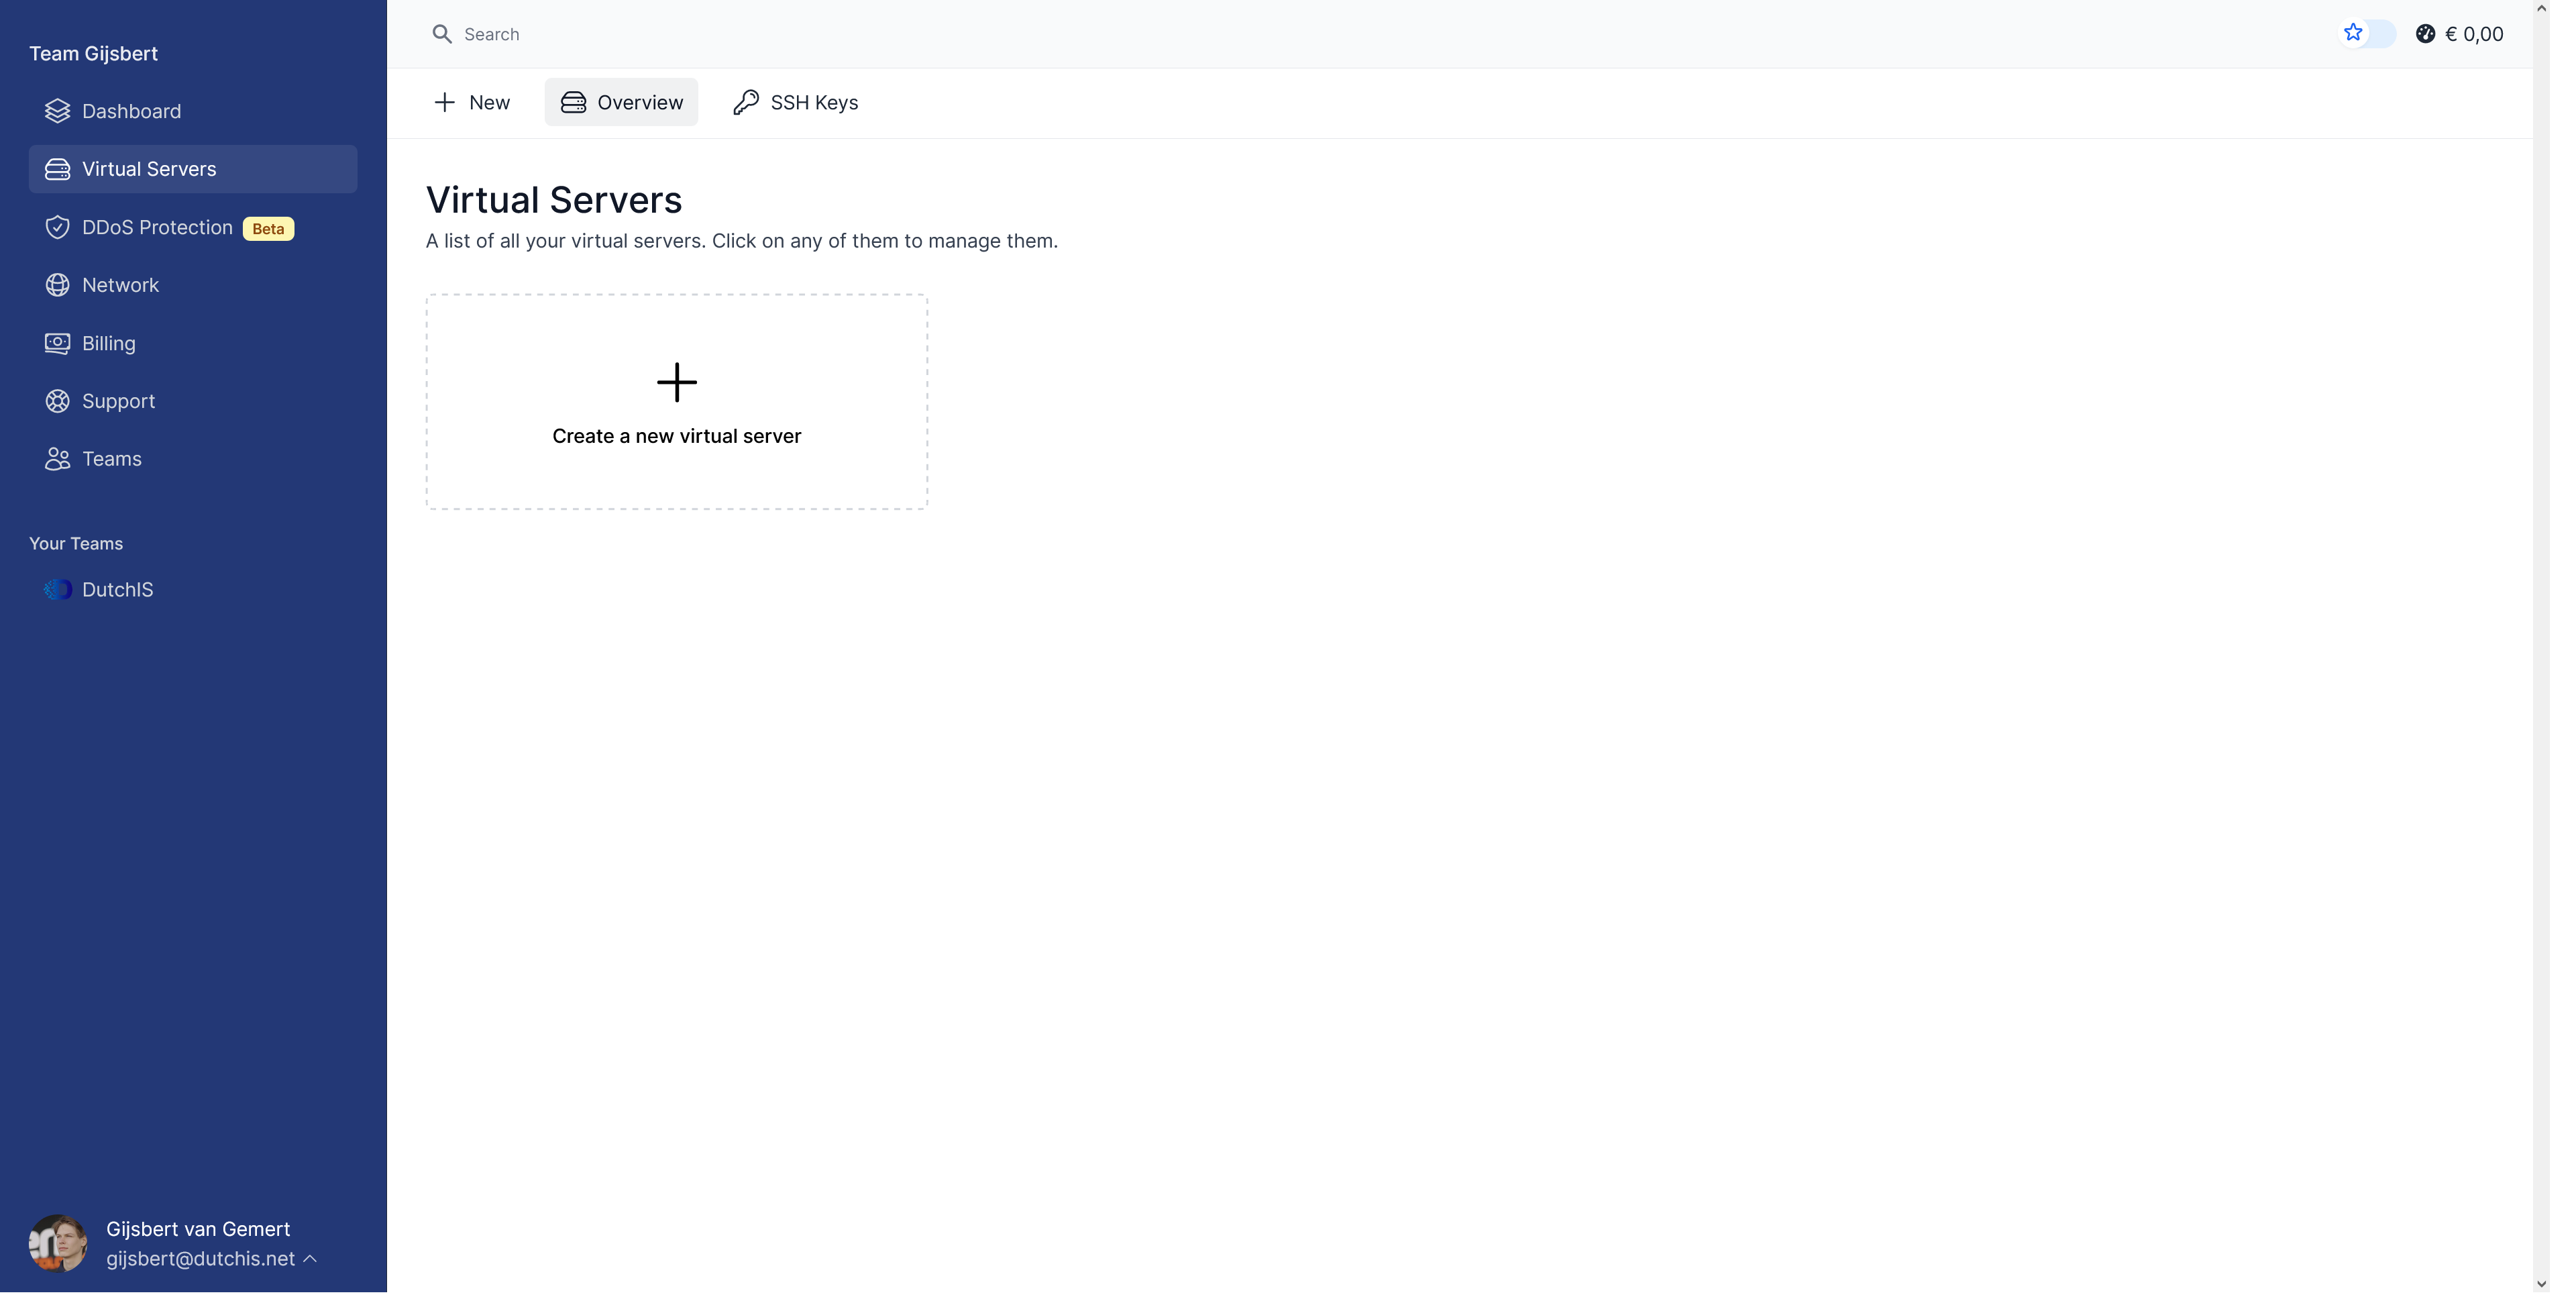 Team Gijsbert
Dashboard
Virtual Servers
DDoS Protection Beta
Network
Billing
Support
Teams
Your Teams
DutchIS
Gijsbert van Gemert
gijsbert@dutchis.net
Search
€ 0,00
New
Overview
SSH Keys
Virtual Servers
A list of all your virtual servers. Click on any of them to manage them.
Create a new virtual server